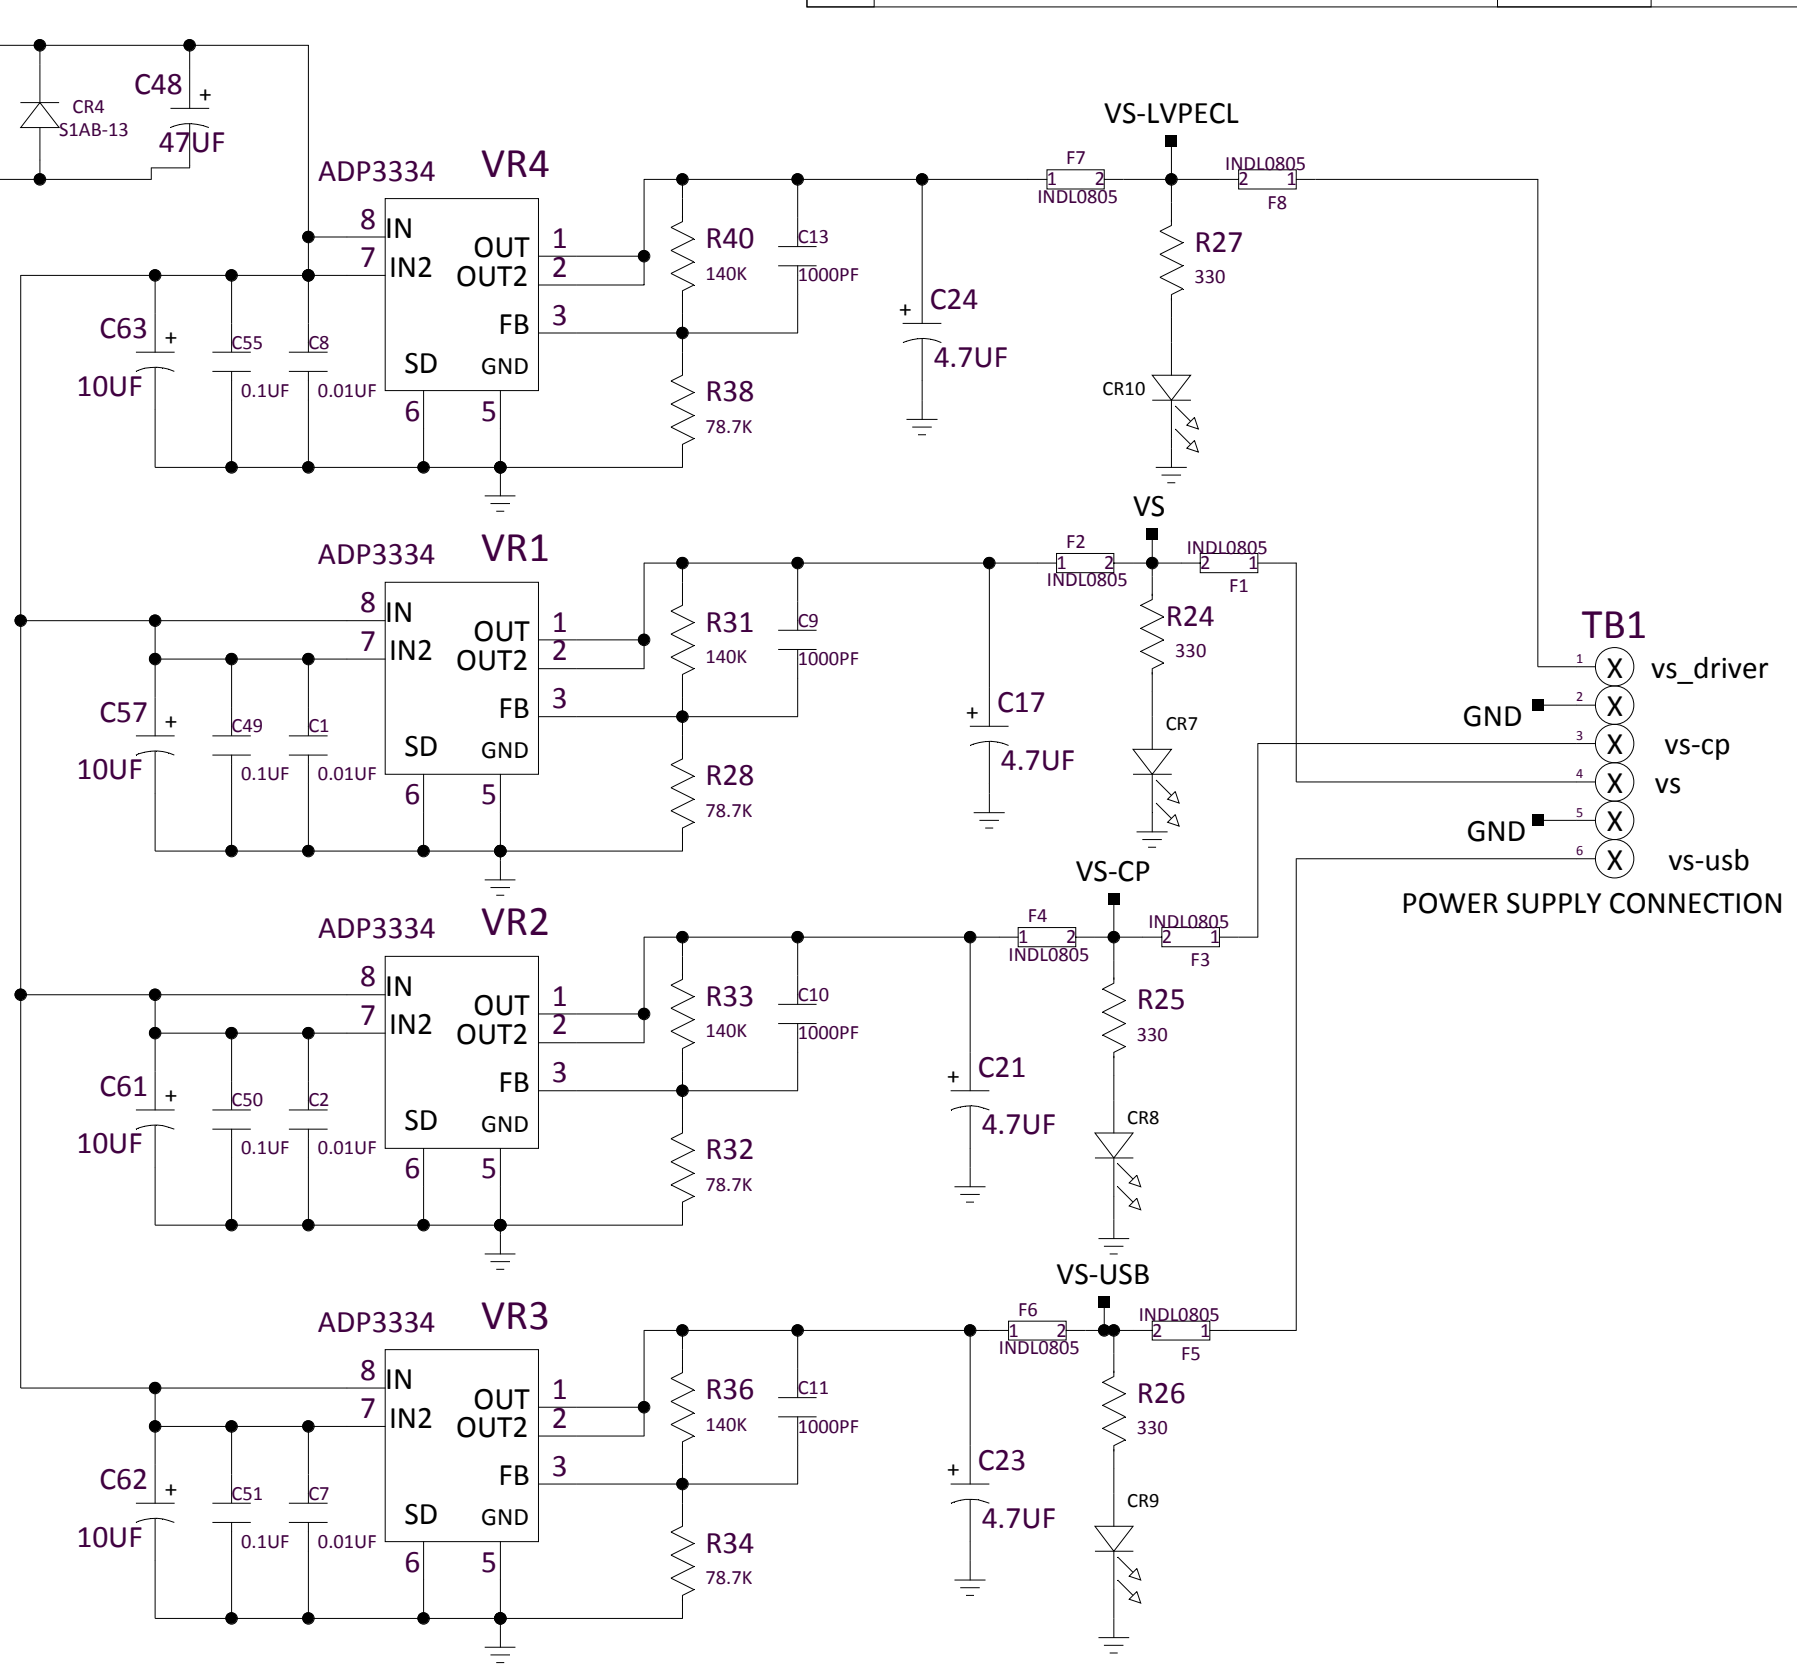 C48
+
47UF
CR4
S1AB-13
ADP3334
VR4
8
IN
7
IN2
OUT
1
OUT2
2
FB
3
SD
GND
6
5
C63
+
10UF
C55
0.1UF
C8
0.01UF
R40
140K
C13
1000PF
R38
78.7K
C24
+
4.7UF
F7
1 2
INDL0805
VS-LVPECL
INDL0805
2 1
F8
R27
330
CR10
ADP3334
VR1
8
IN
7
IN2
OUT
1
OUT2
2
FB
3
SD
GND
6
5
C57
+
10UF
C49
0.1UF
C1
0.01UF
R31
140K
C9
1000PF
R28
78.7K
C17
+
4.7UF
F2
1 2
INDL0805
VS
INDL0805
2 1
F1
R24
330
CR7
TB1
1 X vs_driver
GND 2 X
3 X vs-cp
4 X vs
GND 5 X
6 X vs-usb
POWER SUPPLY CONNECTION
ADP3334
VR2
8
IN
7
IN2
OUT
1
OUT2
2
FB
3
SD
GND
6
5
C61
+
10UF
C50
0.1UF
C2
0.01UF
R33
140K
C10
1000PF
R32
78.7K
C21
+
4.7UF
F4
1 2
INDL0805
VS-CP
INDL0805
2 1
F3
R25
330
CR8
ADP3334
VR3
8
IN
7
IN2
OUT
1
OUT2
2
FB
3
SD
GND
6
5
C62
+
10UF
C51
0.1UF
C7
0.01UF
R36
140K
C11
1000PF
R34
78.7K
C23
+
4.7UF
F6
1 2
INDL0805
VS-USB
INDL0805
2 1
F5
R26
330
CR9